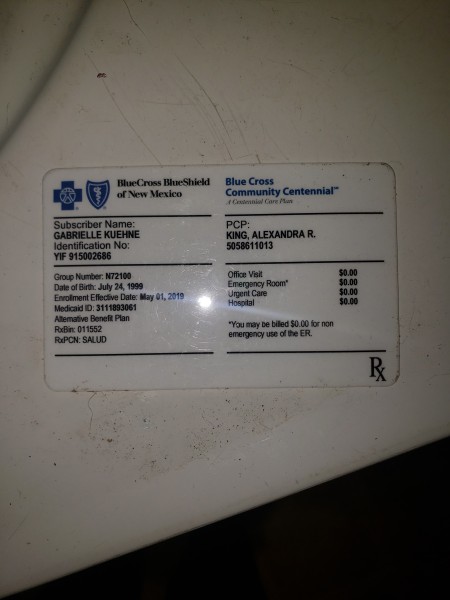 BlueCross BlueShield
of New Mexico
Blue Cross
Community Centennial℠
A Centennial Care Plan
Subscriber Name:
GABRIELLE KUEHNE
Identification No:
YIF 915002686
PCP:
KING, ALEXANDRA R.
5058611013
Group Number: N72100
Date of Birth: July 24, 1999
Enrollment Effective Date: May 01, 2019
Medicaid ID: 3111893061
Alternative Benefit Plan
RxBin: 011552
RxPCN: SALUD
Office Visit $0.00
Emergency Room* $0.00
Urgent Care $0.00
Hospital $0.00
*You may be billed $0.00 for non
emergency use of the ER.
Rx